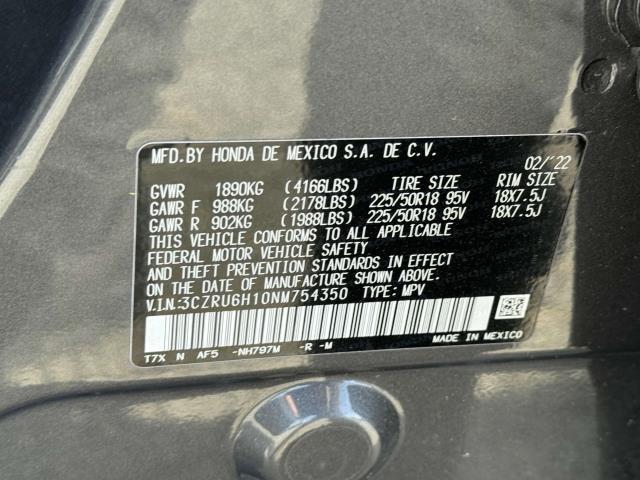 MFD.BY HONDA DE MEXICO S.A. DE C.V. 02/'22
GVWR 1890KG (4166LBS) TIRE SIZE RIM SIZE
GAWR F 988KG (2178LBS) 225/50R18 95V 18X7.5J
GAWR R 902KG (1988LBS) 225/50R18 95V 18X7.5J
THIS VEHICLE CONFORMS TO ALL APPLICABLE
FEDERAL MOTOR VEHICLE SAFETY
AND THEFT PREVENTION STANDARDS IN EFFECT
ON THE DATE OF MANUFACTURE SHOWN ABOVE.
V.I.N.:3CZRU6H10NM754350 TYPE: MPV
T7X N AF5 -NH797M -R -M MADE IN MEXICO